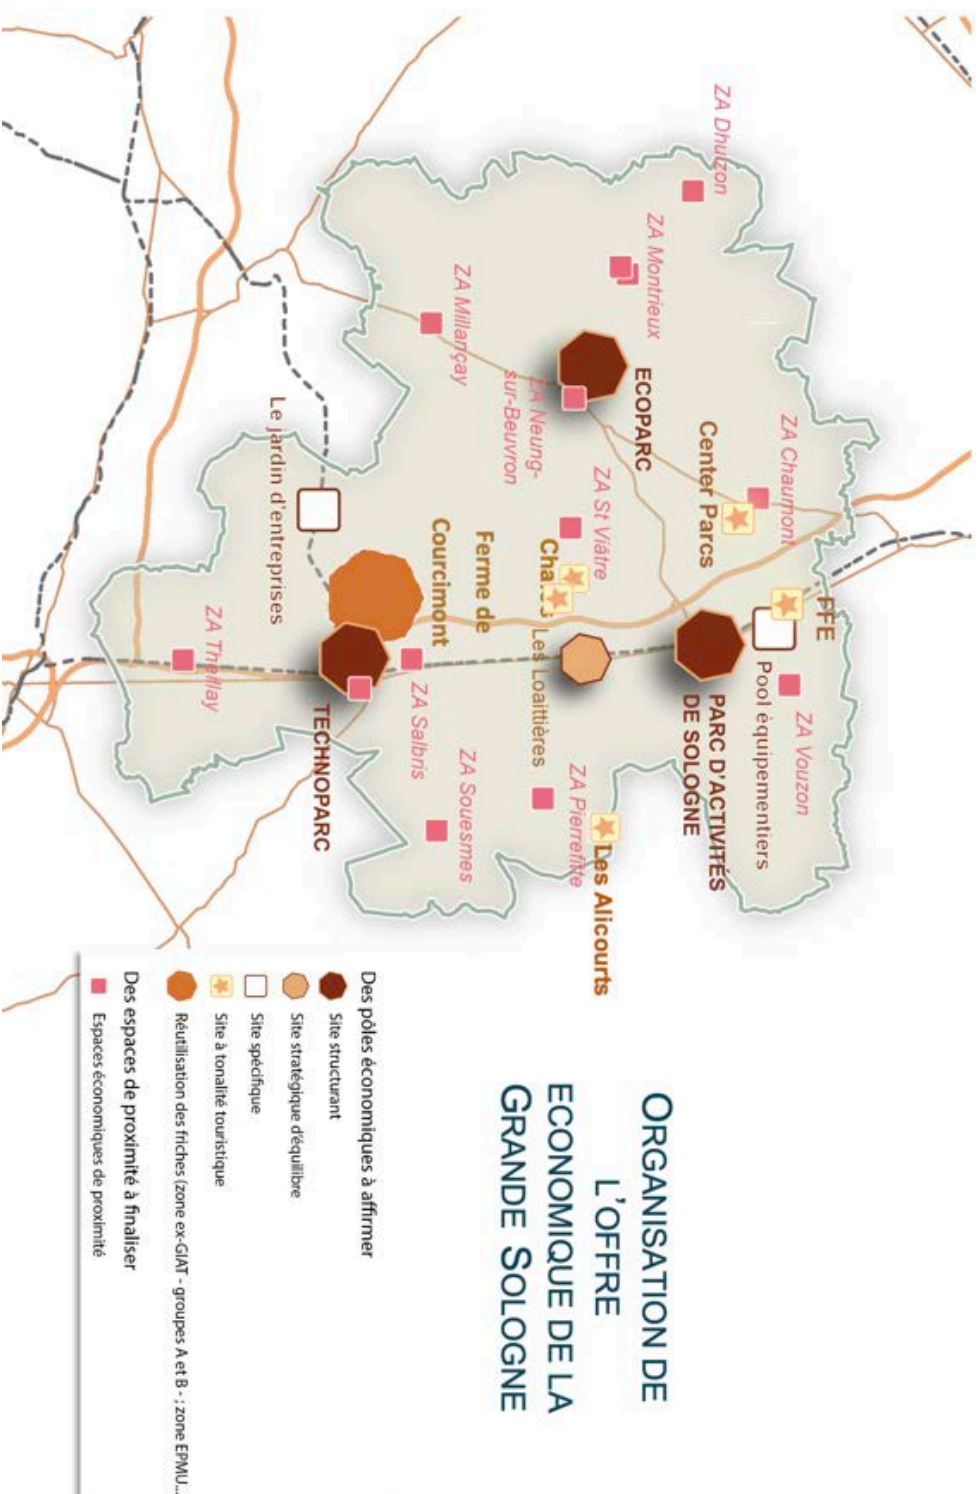 FFE
ZA Vouzon
ZA Chaumont
Pool équipementiers
ZA Dhuizon
Center Parcs
PARC D'ACTIVITÉS
DE SOLOGNE
ZA Montrieux
ECOPARC
Les Alicourts
ZA St Viâtre
ZA Pierrefitte
ZA Neung-
sur-Beuvron
Les Loaittières
Ferme de
Courcimont
ZA Millançay
ZA Souesmes
ZA Salbris
TECHNOPARC
Le jardin d'entreprises
ZA Theillay
ORGANISATION DE
L'OFFRE
ECONOMIQUE DE LA
GRANDE SOLOGNE
Des pôles économiques à affirmer
Site structurant
Site stratégique d'équilibre
Site spécifique
Site à tonalité touristique
Réutilisation des friches (zone ex-GIAT - groupes A et B - ; zone EPMU...
Des espaces de proximité à finaliser
Espaces économiques de proximité